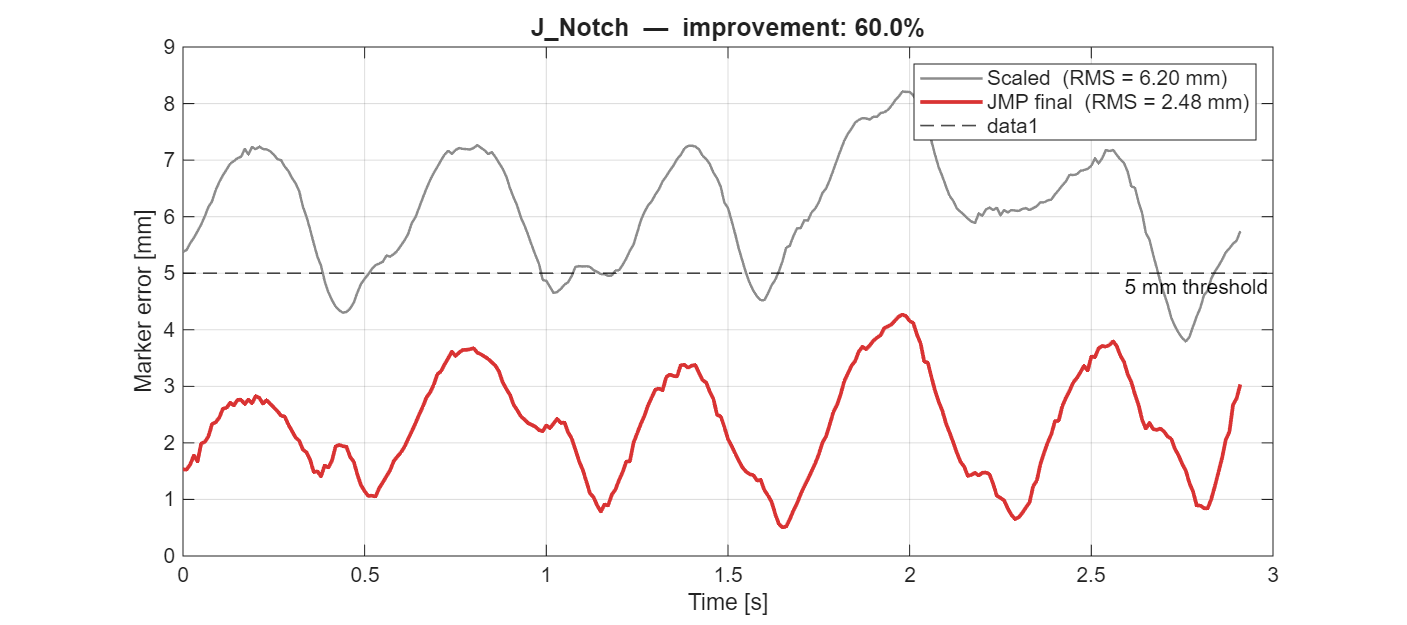 J_Notch — improvement: 60.0%
9
8
7
6
5
4
3
2
1
0
Marker error [mm]
Scaled (RMS = 6.20 mm)
JMP final (RMS = 2.48 mm)
data1
5 mm threshold
0 0.5 1 1.5 2 2.5 3
Time [s]